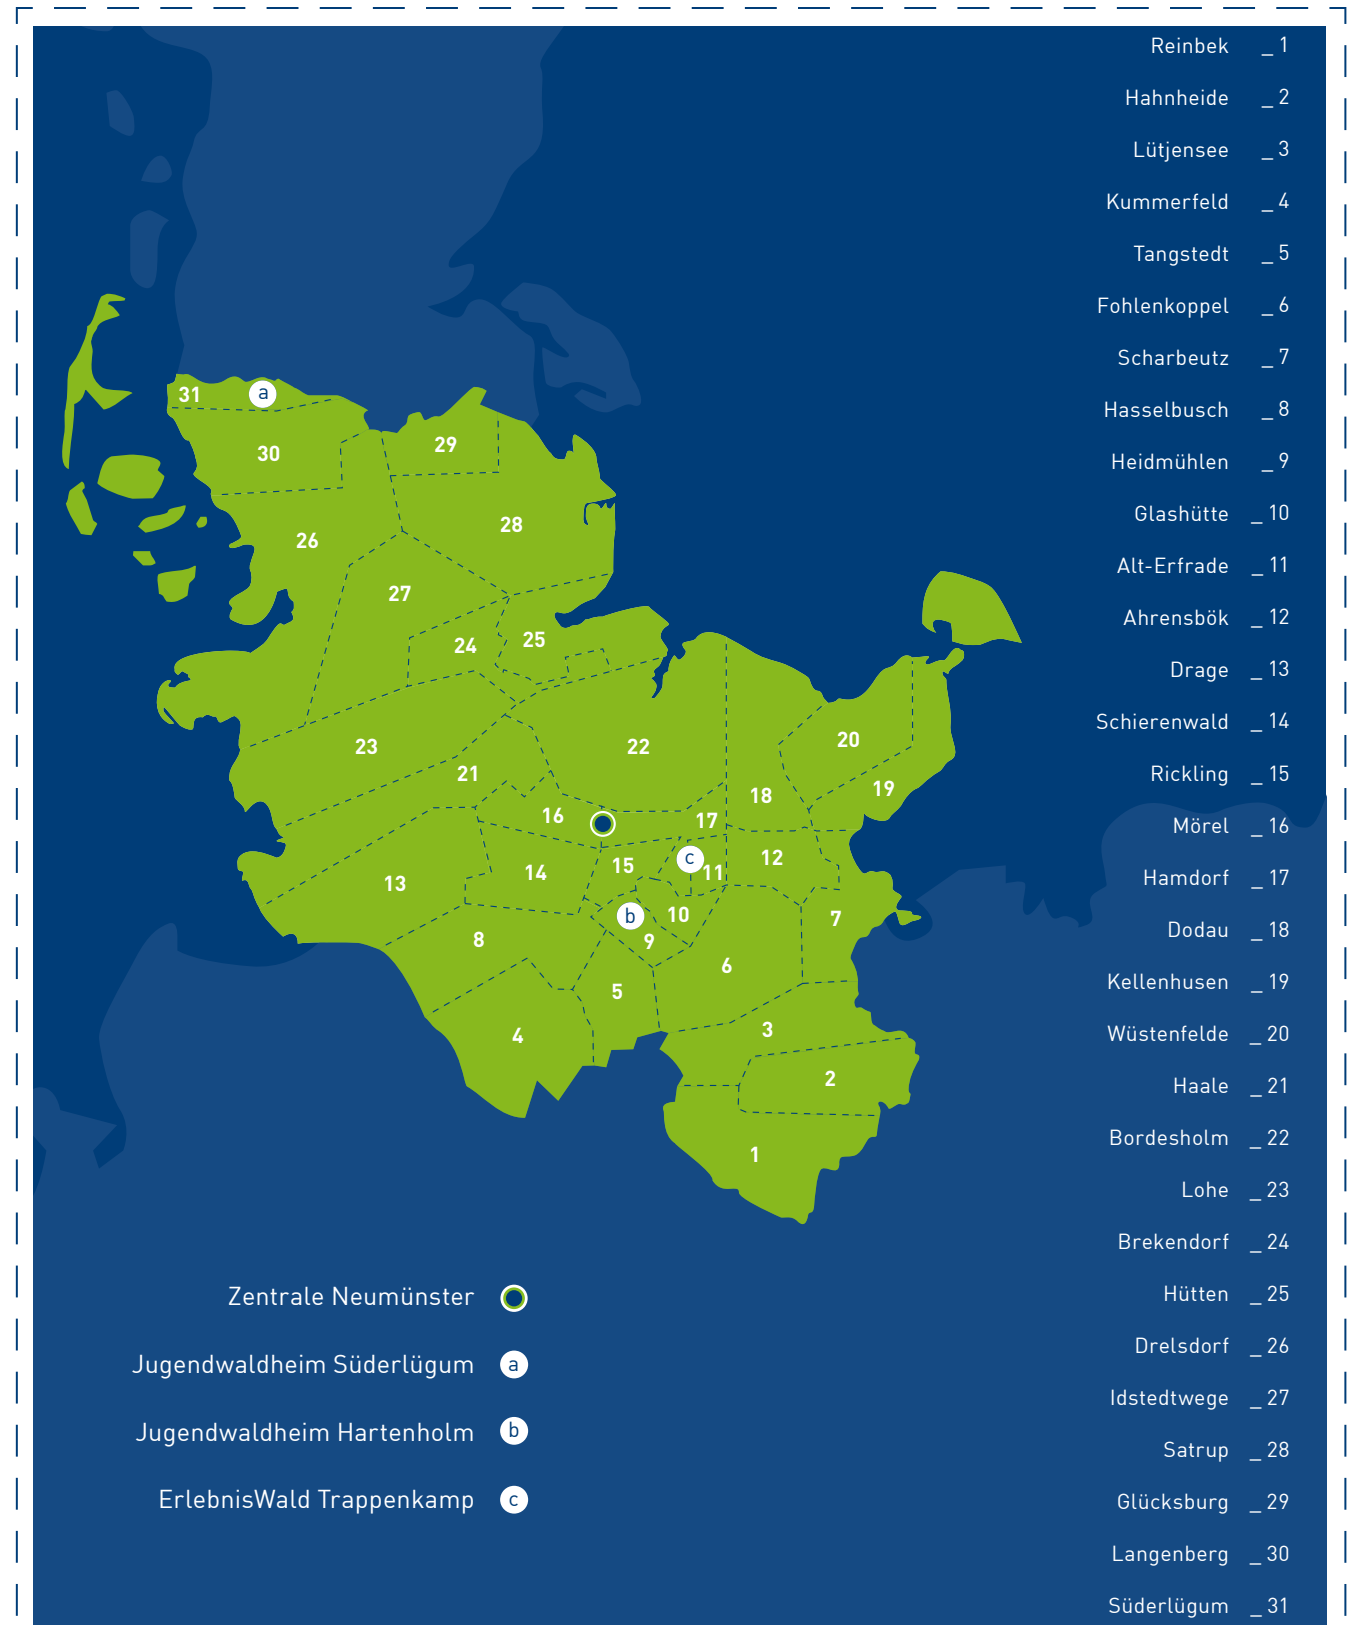 Reinbek _ 1
Hahnheide _ 2
Lütjensee _ 3
Kummerfeld _ 4
Tangstedt _ 5
Fohlenkoppel _ 6
Scharbeutz _ 7
Hasselbusch _ 8
Heidmühlen _ 9
Glashütte _ 10
Alt-Erfrade _ 11
Ahrensbök _ 12
Drage _ 13
Schierenwald _ 14
Rickling _ 15
Mörel _ 16
Hamdorf _ 17
Dodau _ 18
Kellenhusen _ 19
Wüstenfelde _ 20
Haale _ 21
Bordesholm _ 22
Lohe _ 23
Brekendorf _ 24
Hütten _ 25
Drelsdorf _ 26
Idstedtwege _ 27
Satrup _ 28
Glücksburg _ 29
Langenberg _ 30
Süderlügum _ 31
31 a
30
29
28
26
27
24
25
23
22
20
21
19
18
16
17
c
12
15
11
14
13
b
10
7
8
9
6
5
4
3
2
1
Zentrale Neumünster
Jugendwaldheim Süderlügum a
Jugendwaldheim Hartenholm b
ErlebnisWald Trappenkamp c